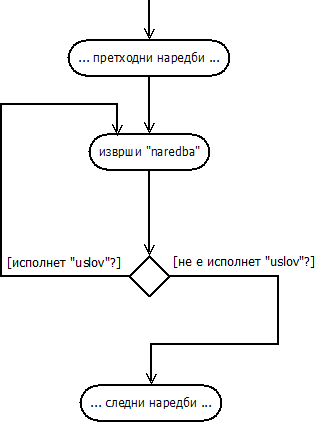 ... претходни наредби ...
изврши "naredba"
[исполнет "uslov"?]
[не е исполнет "uslov"?]
... следни наредби ...